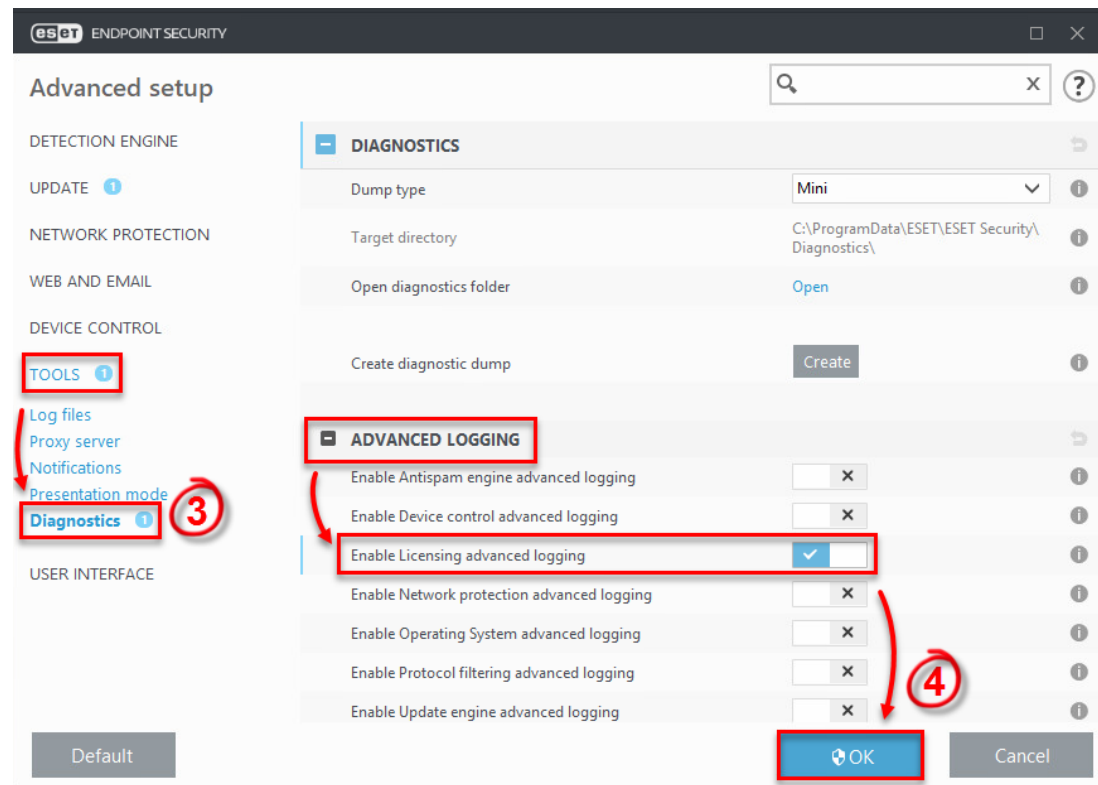 eset ENDPOINT SECURITY
Advanced setup
x
?
DETECTION ENGINE
UPDATE 1
NETWORK PROTECTION
WEB AND EMAIL
DEVICE CONTROL
TOOLS 1
Log files
Proxy server
Notifications
Presentation mode
Diagnostics 1
3
USER INTERFACE
DIAGNOSTICS
Dump type
Mini
Target directory
C:\ProgramData\ESET\ESET Security\
Diagnostics\
Open diagnostics folder
Open
Create diagnostic dump
Create
ADVANCED LOGGING
Enable Antispam engine advanced logging
Enable Device control advanced logging
Enable Licensing advanced logging
Enable Network protection advanced logging
Enable Operating System advanced logging
Enable Protocol filtering advanced logging
Enable Update engine advanced logging
4
Default
OK
Cancel